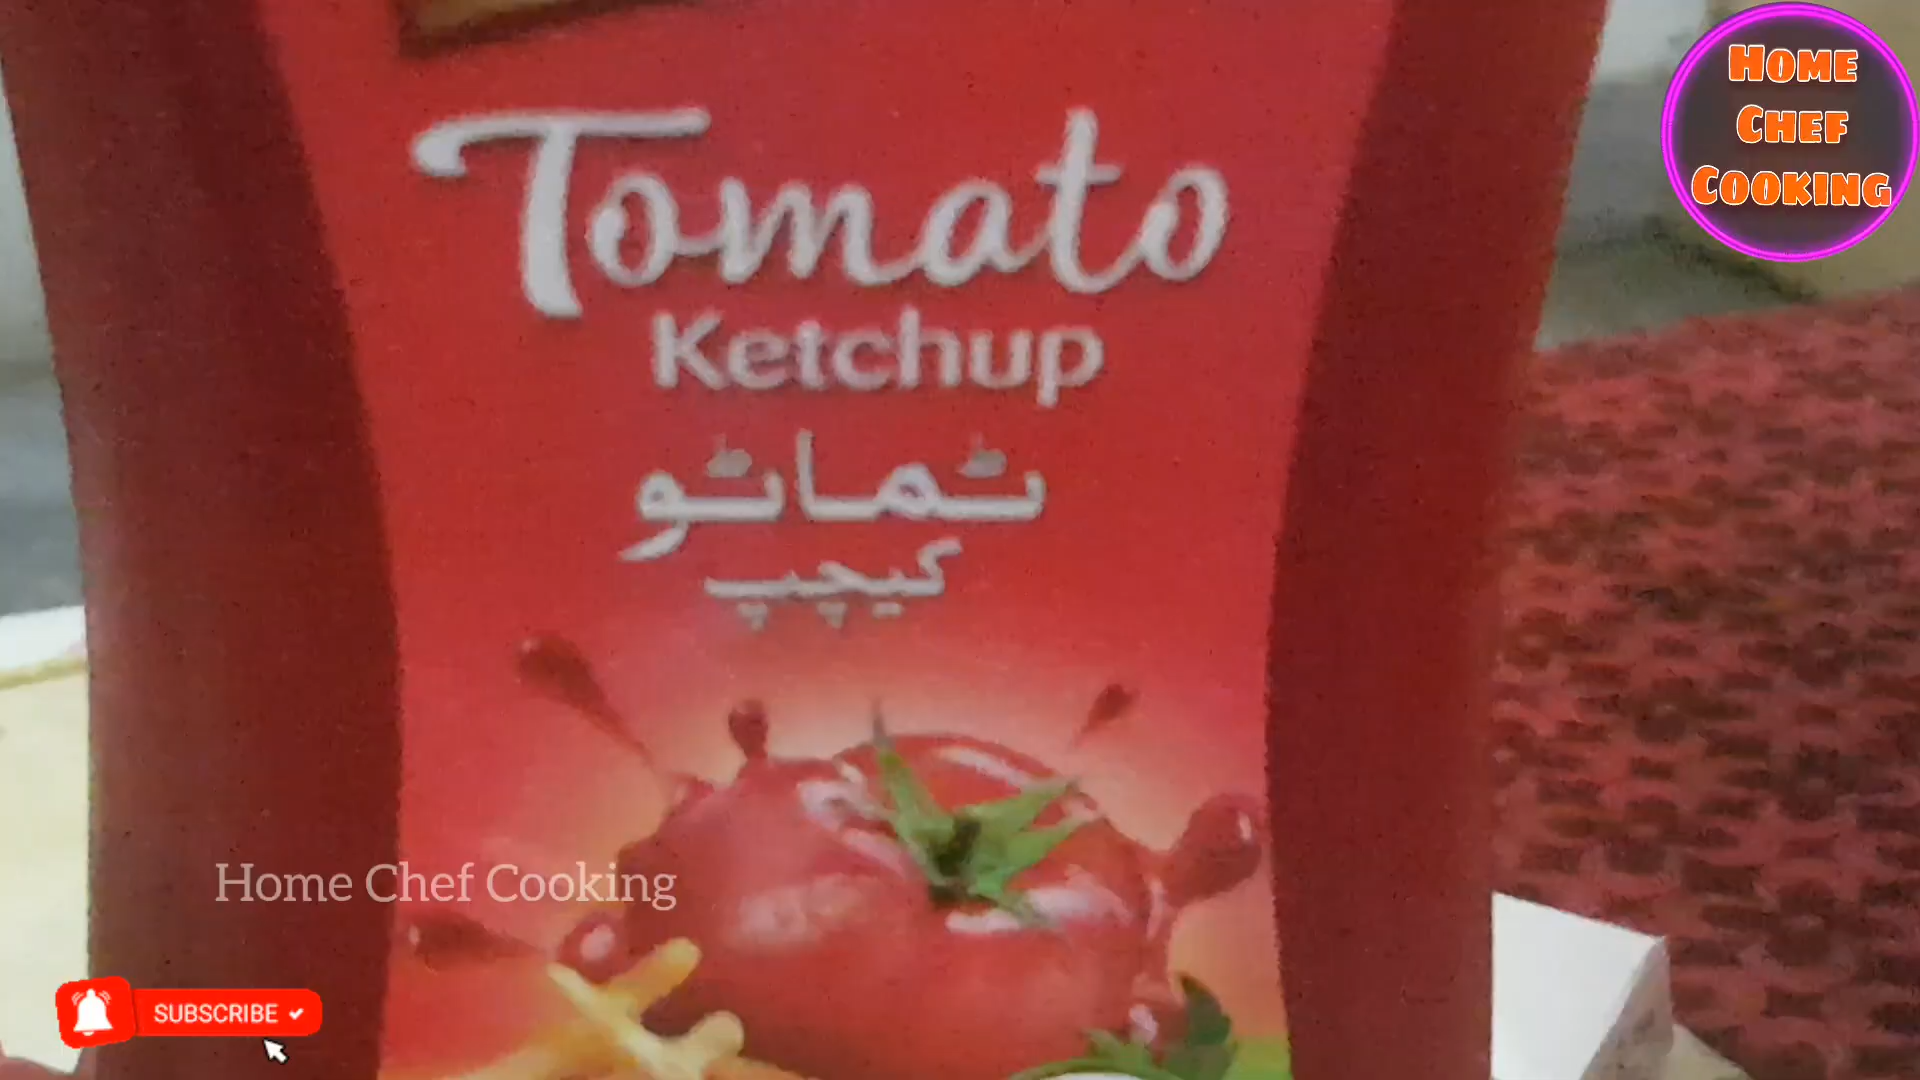 HOME
CHEF
COOKING
Tomato
Ketchup
ٹماٹو
کیچپ
Home Chef Cooking
SUBSCRIBE